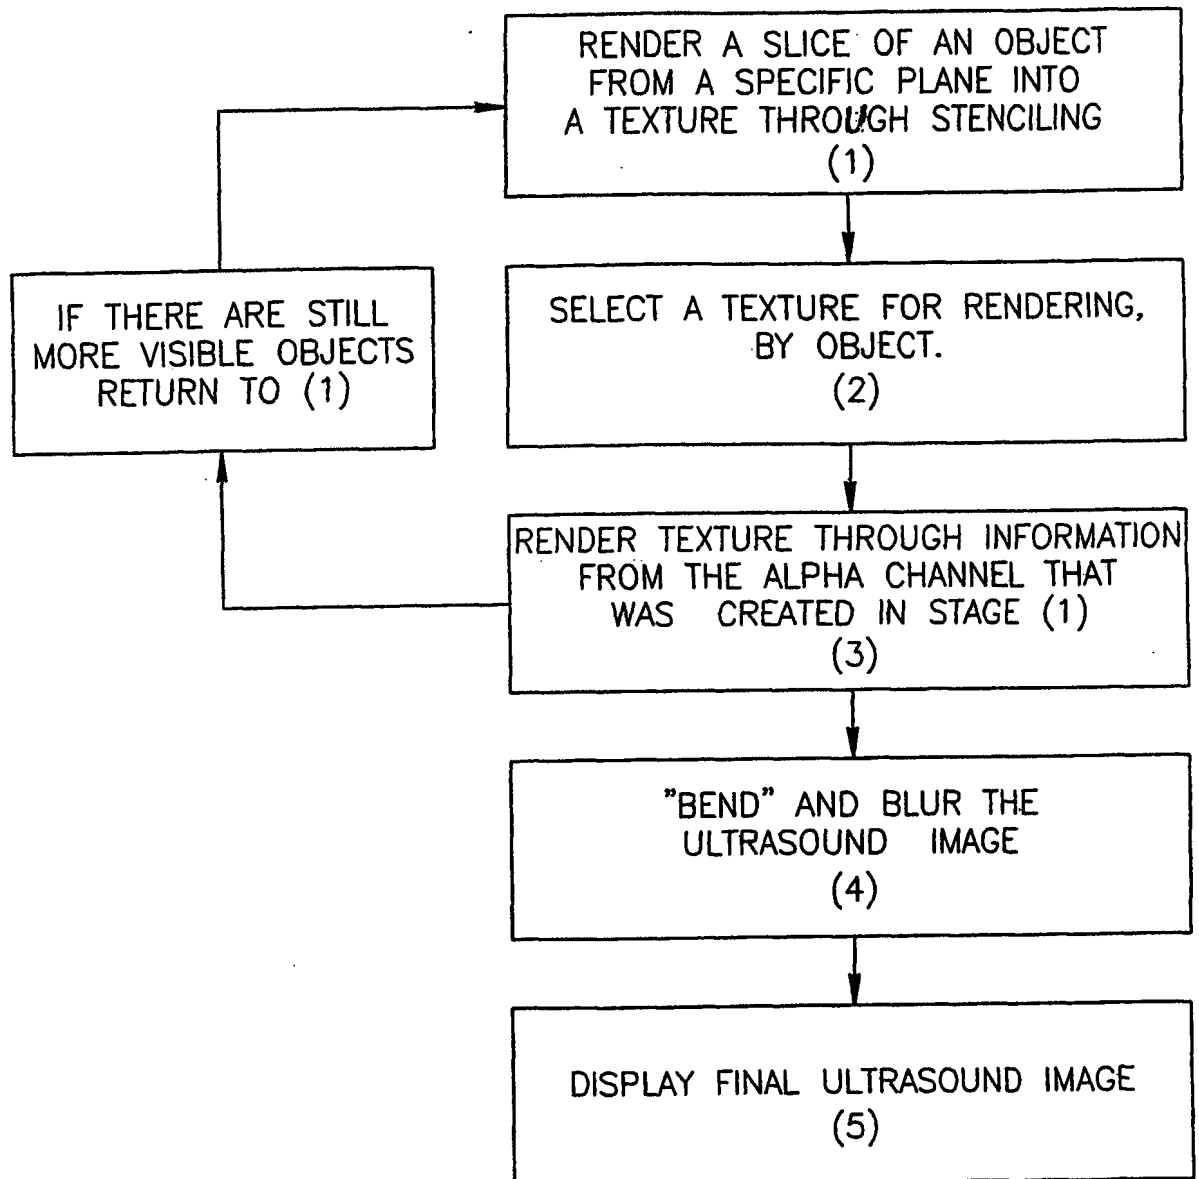 RENDER A SLICE OF AN OBJECT
FROM A SPECIFIC PLANE INTO
A TEXTURE THROUGH STENCILING
(1)
IF THERE ARE STILL
MORE VISIBLE OBJECTS
RETURN TO (1)
SELECT A TEXTURE FOR RENDERING,
BY OBJECT.
(2)
RENDER TEXTURE THROUGH INFORMATION
FROM THE ALPHA CHANNEL THAT
WAS CREATED IN STAGE (1)
(3)
"BEND" AND BLUR THE
ULTRASOUND IMAGE
(4)
DISPLAY FINAL ULTRASOUND IMAGE
(5)